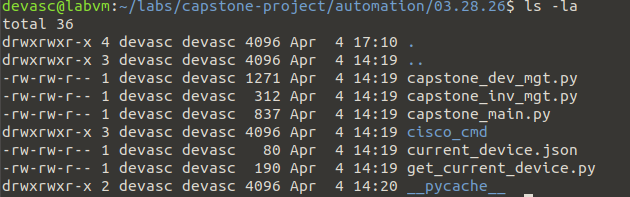 devasc@labvm:~/labs/capstone-project/automation/03.28.26$ ls -la
total 36
drwxrwxr-x 4 devasc devasc 4096 Apr  4 17:10 .
drwxrwxr-x 3 devasc devasc 4096 Apr  4 14:19 ..
-rw-rw-r-- 1 devasc devasc 1271 Apr  4 14:19 capstone_dev_mgt.py
-rw-rw-r-- 1 devasc devasc  312 Apr  4 14:19 capstone_inv_mgt.py
-rw-rw-r-- 1 devasc devasc  837 Apr  4 14:19 capstone_main.py
drwxrwxr-x 3 devasc devasc 4096 Apr  4 14:19 cisco_cmd
-rw-rw-r-- 1 devasc devasc   80 Apr  4 14:19 current_device.json
-rw-rw-r-- 1 devasc devasc  190 Apr  4 14:19 get_current_device.py
drwxrwxr-x 2 devasc devasc 4096 Apr  4 14:20 __pycache__